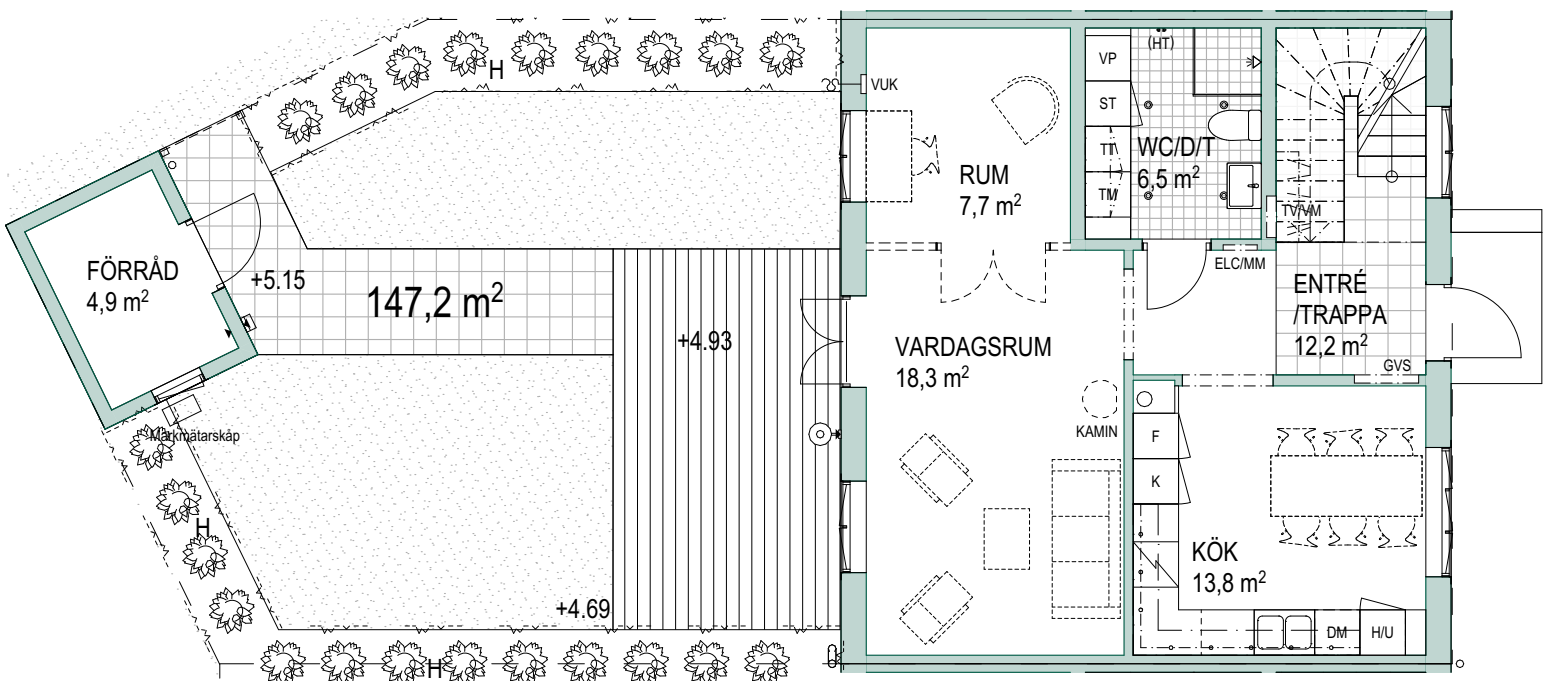 H
VP
(HT)
VUK
ST
TT
WC/D/T
6,5 m²
RUM
7,7 m²
TM
TV/VM
FÖRRÅD
4,9 m²
+5.15
147,2 m²
ELC/MM
ENTRÉ
/TRAPPA
12,2 m²
+4.93
VARDAGSRUM
18,3 m²
GVS
KAMIN
F
Markmätarskåp
K
H
KÖK
13,8 m²
+4.69
DM
H/U
H